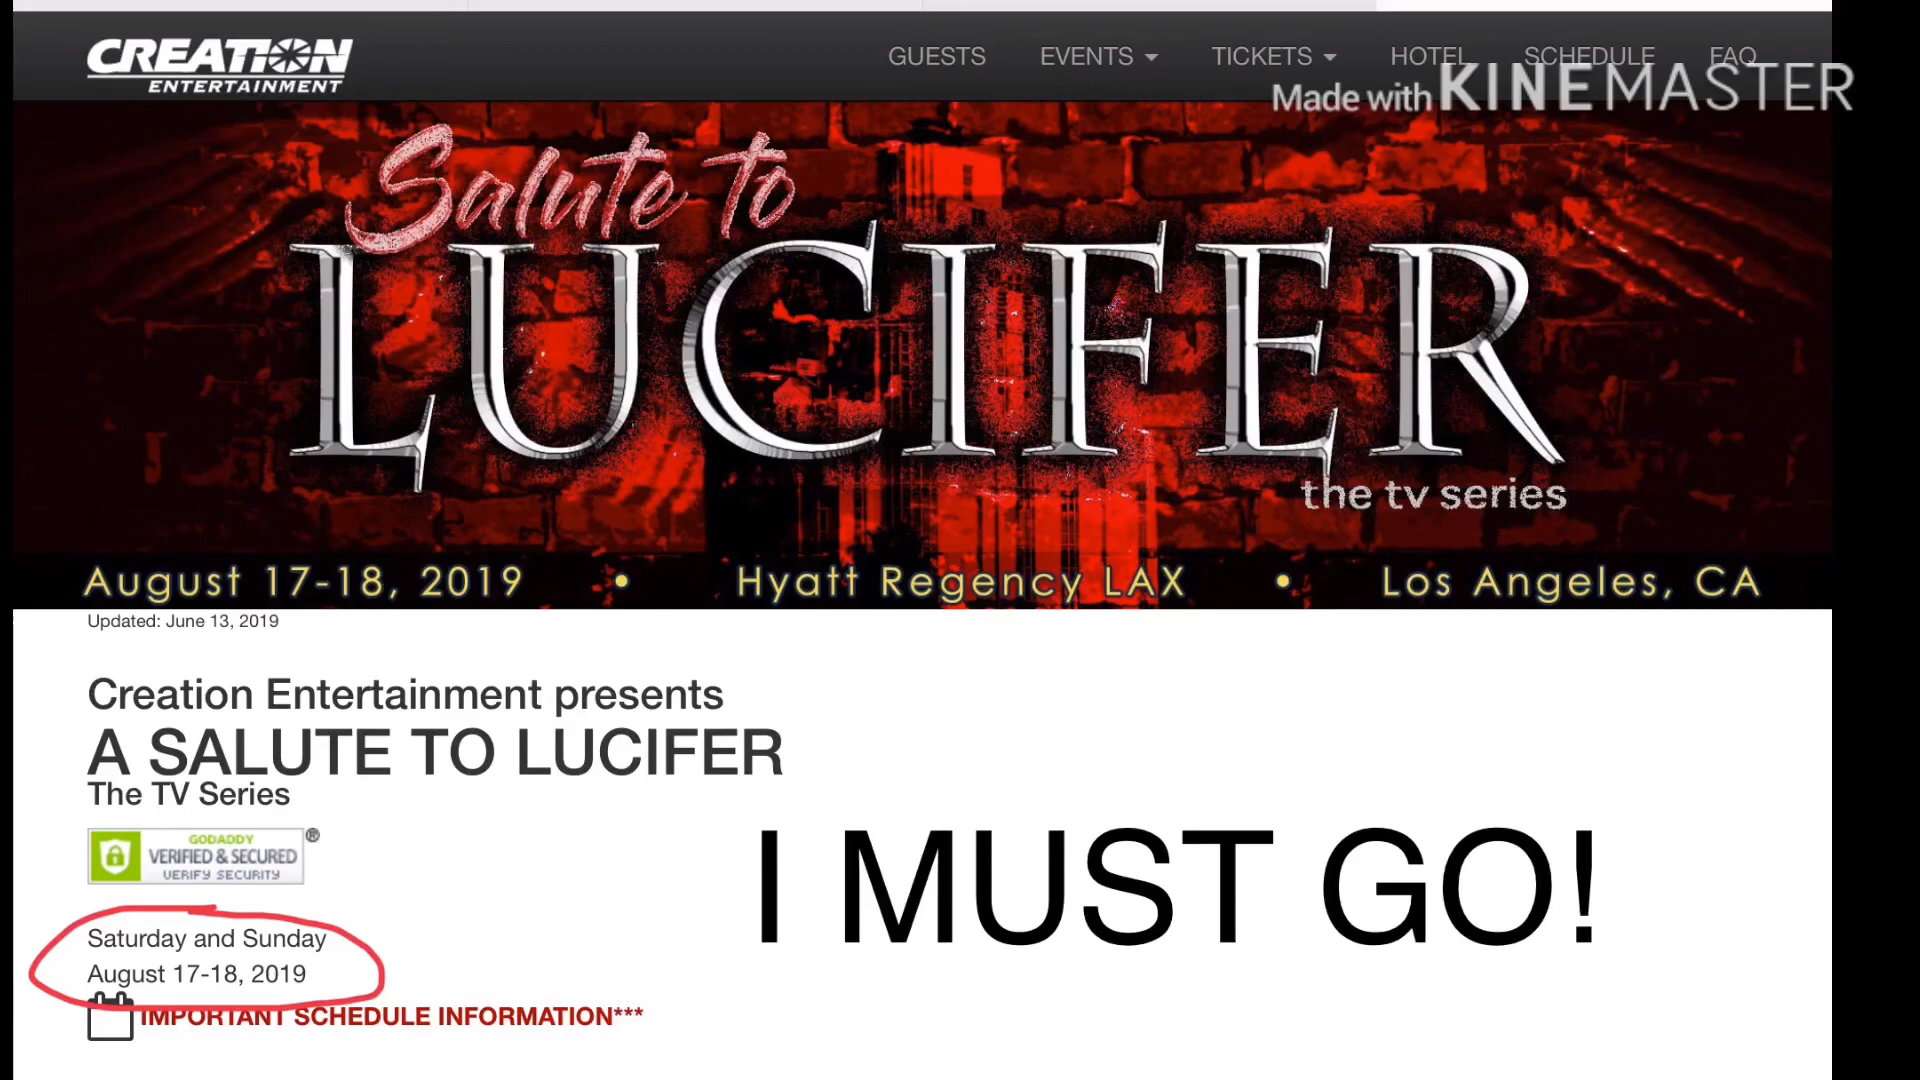 CREATION
ENTERTAINMENT
GUESTS EVENTS TICKETS HOTEL SCHEDULE FAQ
Made with KINEMASTER
Salute to
LUCIFER
the tv series
August 17-18, 2019 • Hyatt Regency LAX • Los Angeles, CA
Updated: June 13, 2019
Creation Entertainment presents
A SALUTE TO LUCIFER
The TV Series
GODADDY
VERIFIED & SECURED
VERIFY SECURITY
®
I MUST GO!
Saturday and Sunday
August 17-18, 2019
IMPORTANT SCHEDULE INFORMATION***